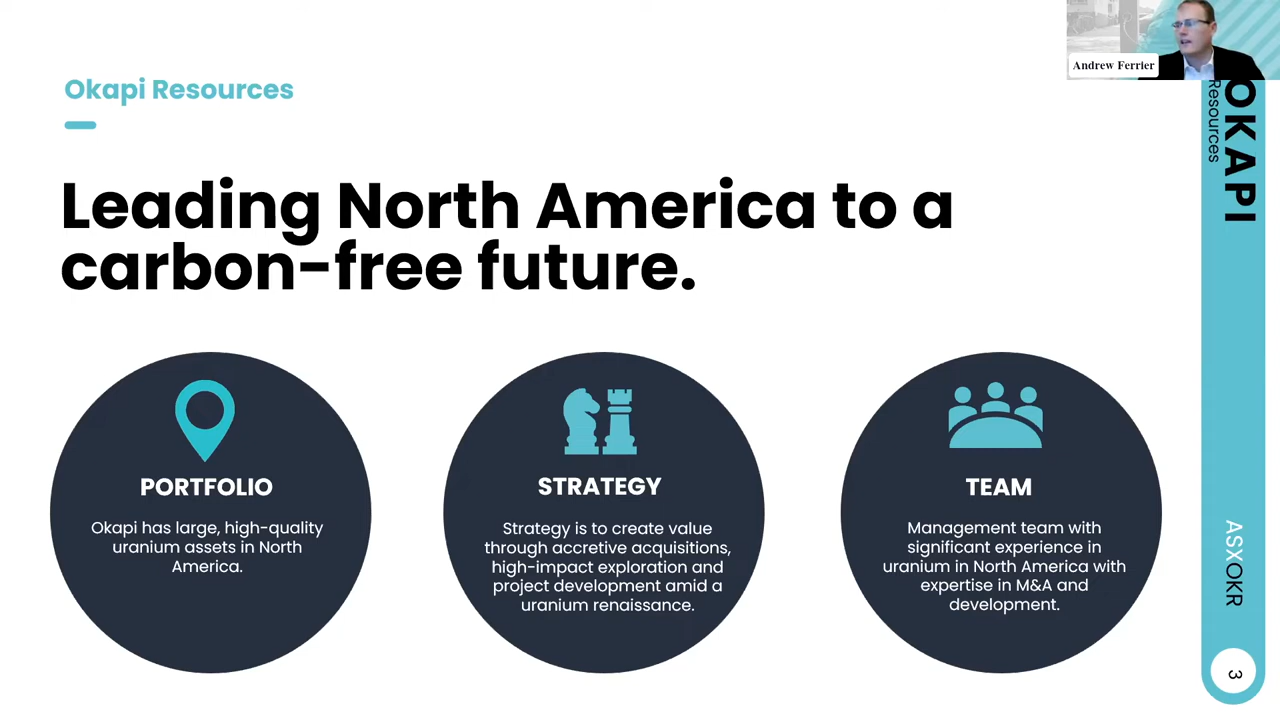 Andrew Ferrier
Okapi Resources
Leading North America to a
carbon-free future.
PORTFOLIO
Okapi has large, high-quality
uranium assets in North
America.
STRATEGY
Strategy is to create value
through accretive acquisitions,
high-impact exploration and
project development amid a
uranium renaissance.
TEAM
Management team with
significant experience in
uranium in North America with
expertise in M&A and
development.
OKAPI
Resources
ASXOKR
3